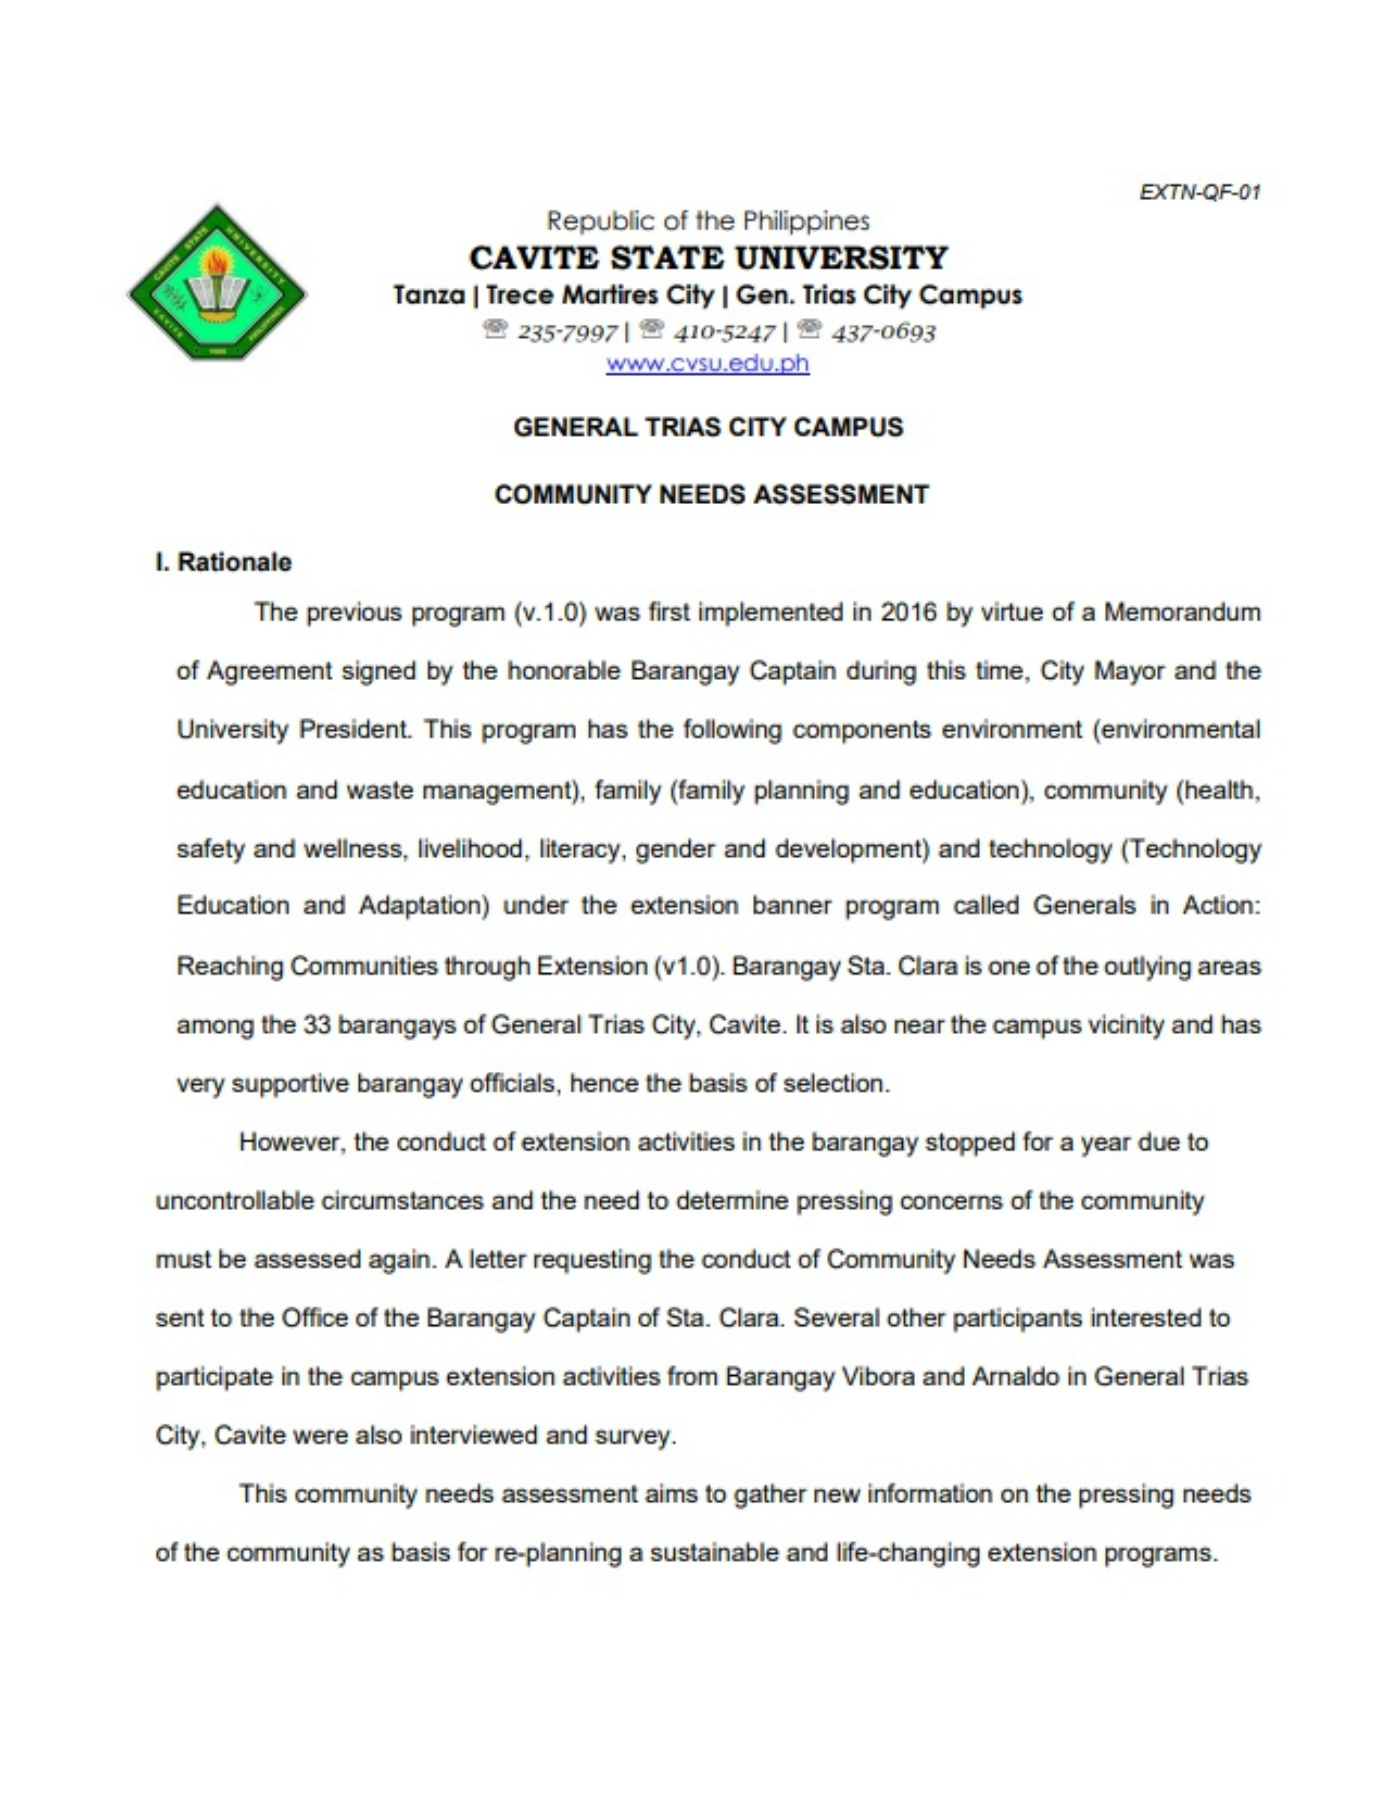 EXTN-QF-01
Republic of the Philippines
CAVITE STATE UNIVERSITY
Tanza | Trece Martires City | Gen. Trias City Campus
☏ 235-7997 | ☏ 410-5247 | ☏ 437-0693
www.cvsu.edu.ph
CAVITE STATE UNIVERSITY
CAVITE PHILIPPINES
GENERAL TRIAS CITY CAMPUS
COMMUNITY NEEDS ASSESSMENT
I. Rationale
The previous program (v.1.0) was first implemented in 2016 by virtue of a Memorandum
of Agreement signed by the honorable Barangay Captain during this time, City Mayor and the
University President. This program has the following components environment (environmental
education and waste management), family (family planning and education), community (health,
safety and wellness, livelihood, literacy, gender and development) and technology (Technology
Education and Adaptation) under the extension banner program called Generals in Action:
Reaching Communities through Extension (v1.0). Barangay Sta. Clara is one of the outlying areas
among the 33 barangays of General Trias City, Cavite. It is also near the campus vicinity and has
very supportive barangay officials, hence the basis of selection.
However, the conduct of extension activities in the barangay stopped for a year due to
uncontrollable circumstances and the need to determine pressing concerns of the community
must be assessed again. A letter requesting the conduct of Community Needs Assessment was
sent to the Office of the Barangay Captain of Sta. Clara. Several other participants interested to
participate in the campus extension activities from Barangay Vibora and Arnaldo in General Trias
City, Cavite were also interviewed and survey.
This community needs assessment aims to gather new information on the pressing needs
of the community as basis for re-planning a sustainable and life-changing extension programs.